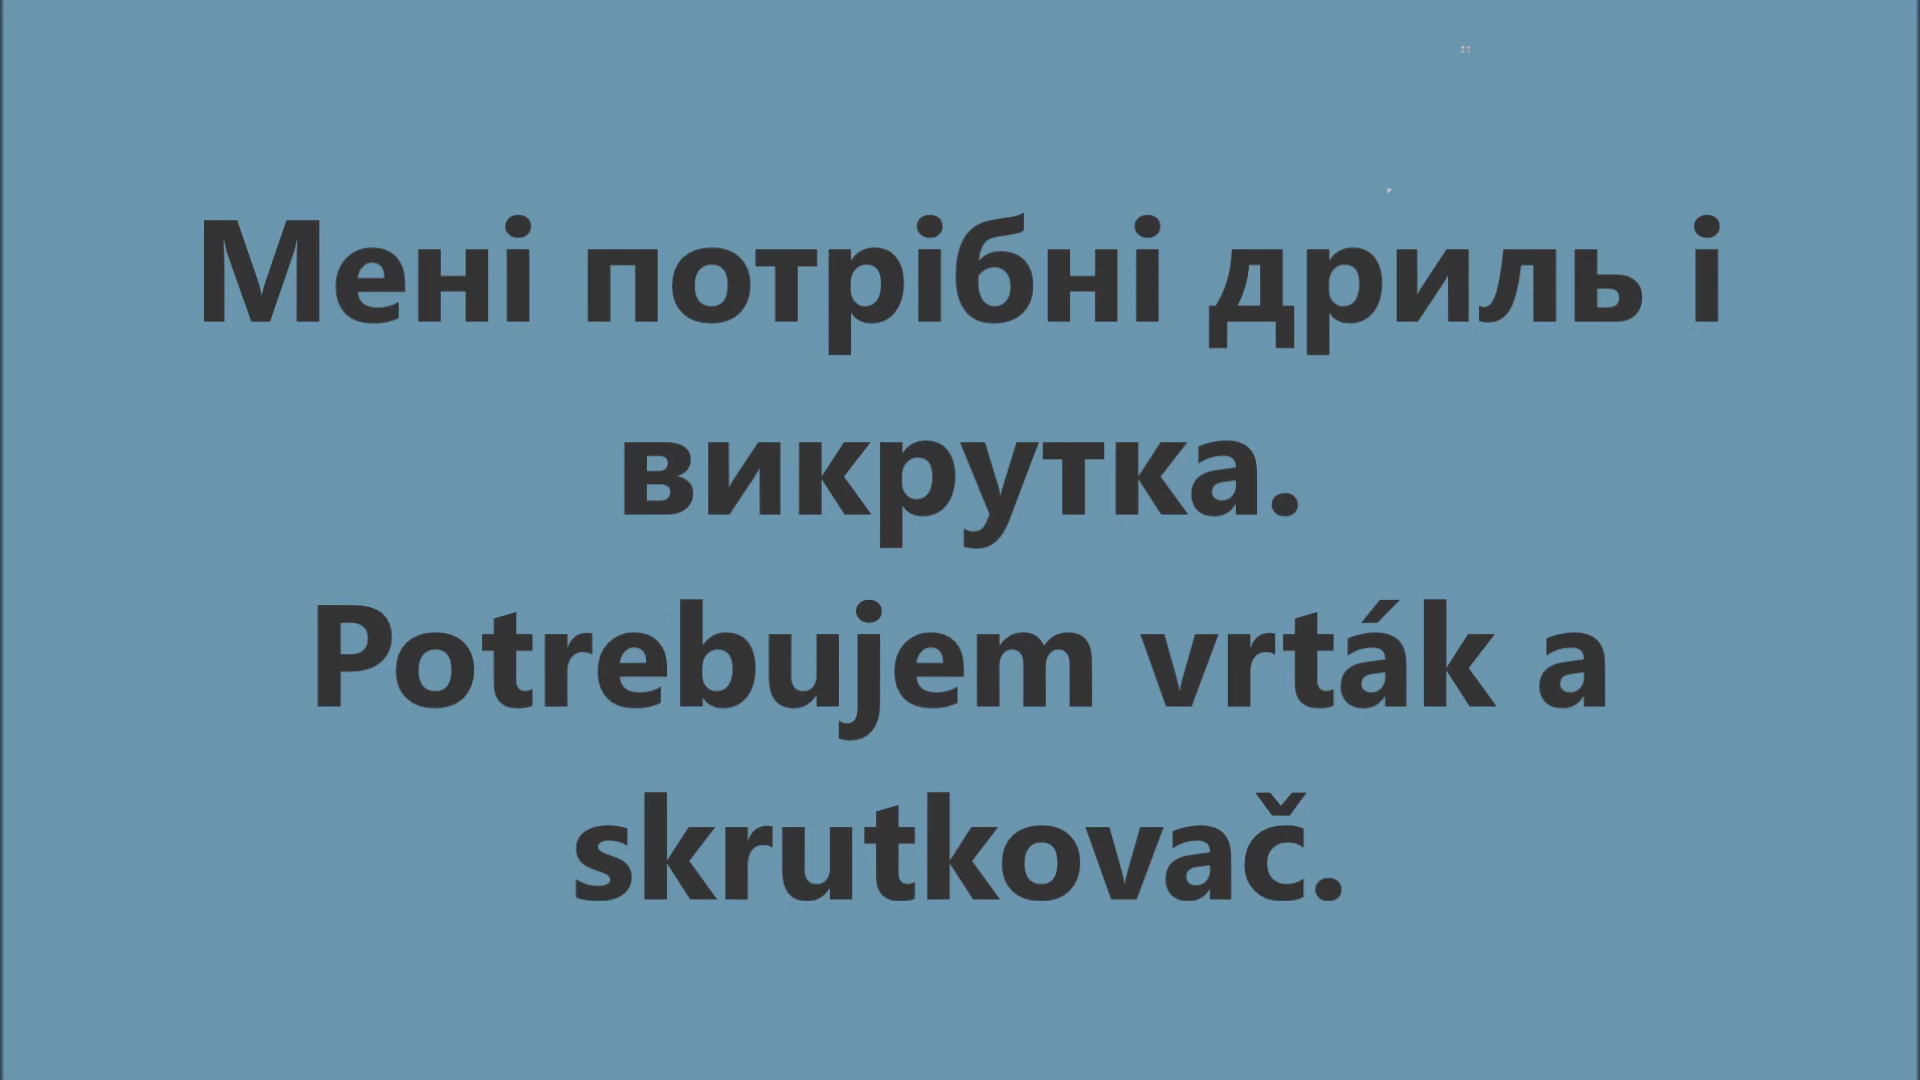 Мені потрібні дриль і
викрутка.
Potrebujem vrták a
skrutkovač.